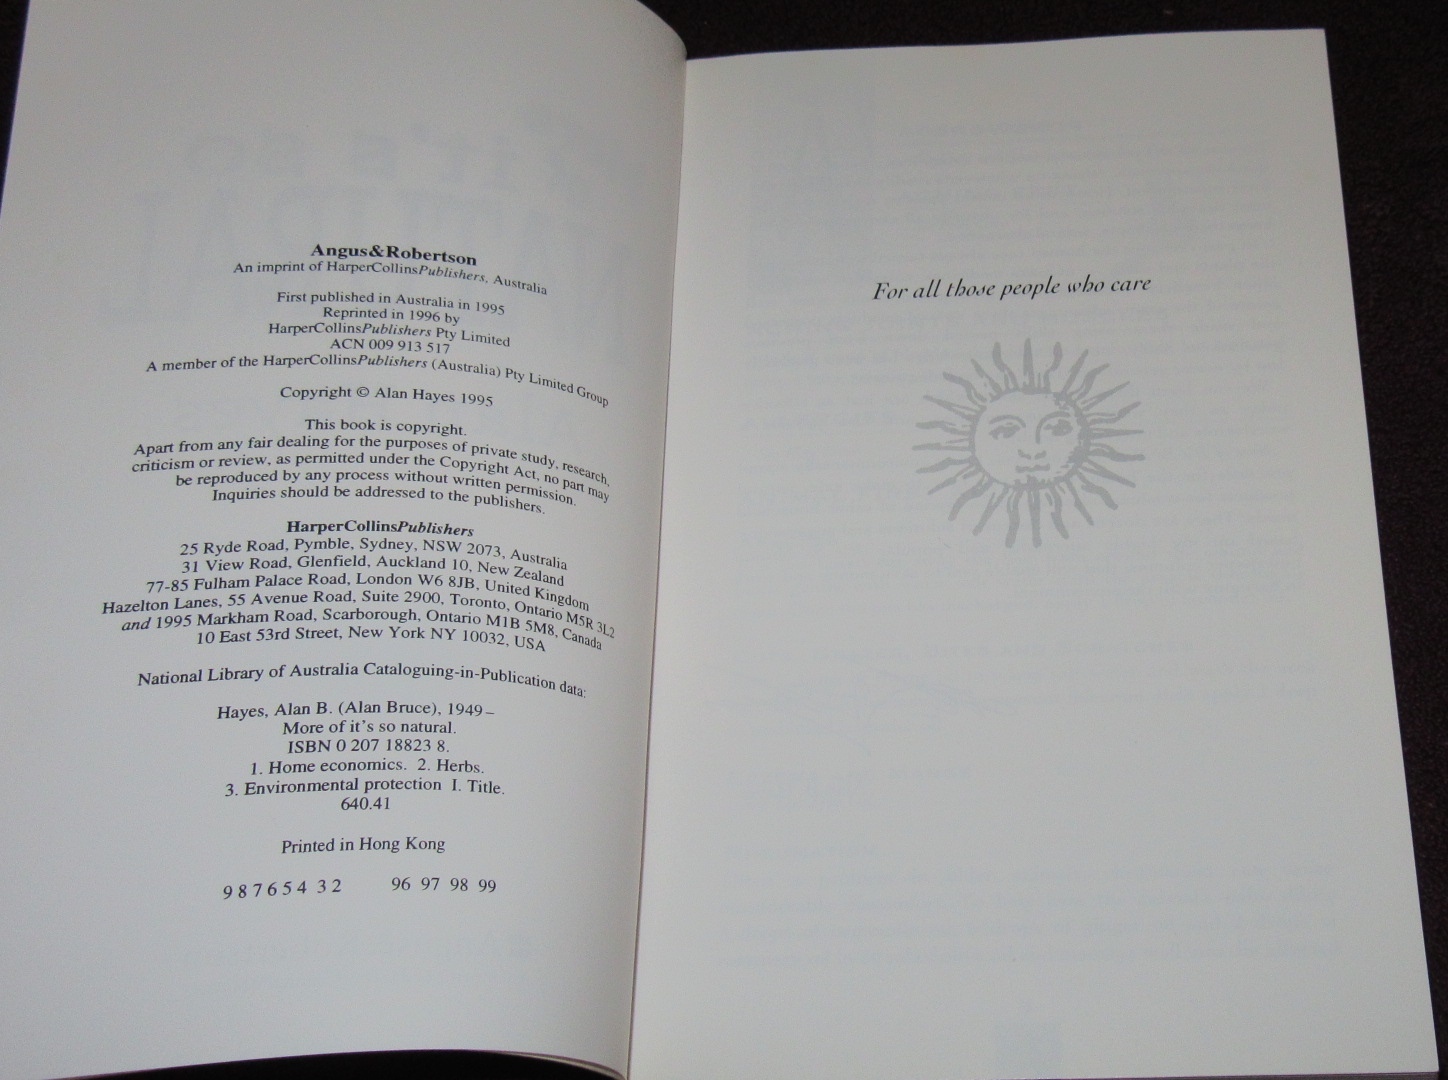 Angus&Robertson
An imprint of HarperCollinsPublishers, Australia
First published in Australia in 1995
Reprinted in 1996 by
HarperCollinsPublishers Pty Limited
ACN 009 913 517
A member of the HarperCollinsPublishers (Australia) Pty Limited Group
Copyright © Alan Hayes 1995
This book is copyright.
Apart from any fair dealing for the purposes of private study, research,
criticism or review, as permitted under the Copyright Act, no part may
be reproduced by any process without written permission.
Inquiries should be addressed to the publishers.
HarperCollinsPublishers
25 Ryde Road, Pymble, Sydney, NSW 2073, Australia
31 View Road, Glenfield, Auckland 10, New Zealand
77-85 Fulham Palace Road, London W6 8JB, United Kingdom
Hazelton Lanes, 55 Avenue Road, Suite 2900, Toronto, Ontario M5R 3L2
and 1995 Markham Road, Scarborough, Ontario M1B 5M8, Canada
10 East 53rd Street, New York NY 10032, USA
National Library of Australia Cataloguing-in-Publication data:
Hayes, Alan B. (Alan Bruce), 1949–
More of it's so natural.
ISBN 0 207 18823 8.
1. Home economics. 2. Herbs.
3. Environmental protection I. Title.
640.41
Printed in Hong Kong
9 8 7 6 5 4 3 2 96 97 98 99
For all those people who care